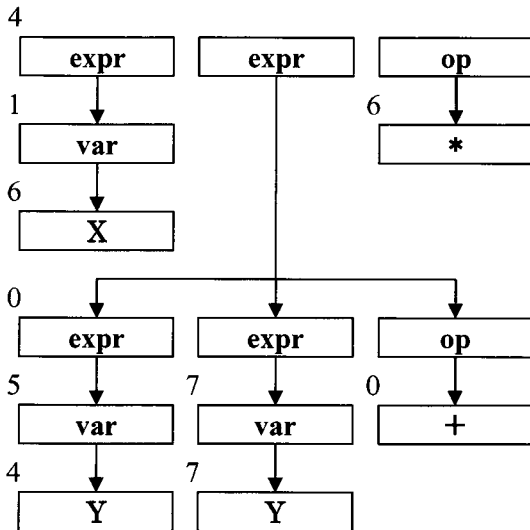 4
expr expr op
1 6
var *
6
X
0
expr expr op
5 7 0
var var +
4 7
Y Y